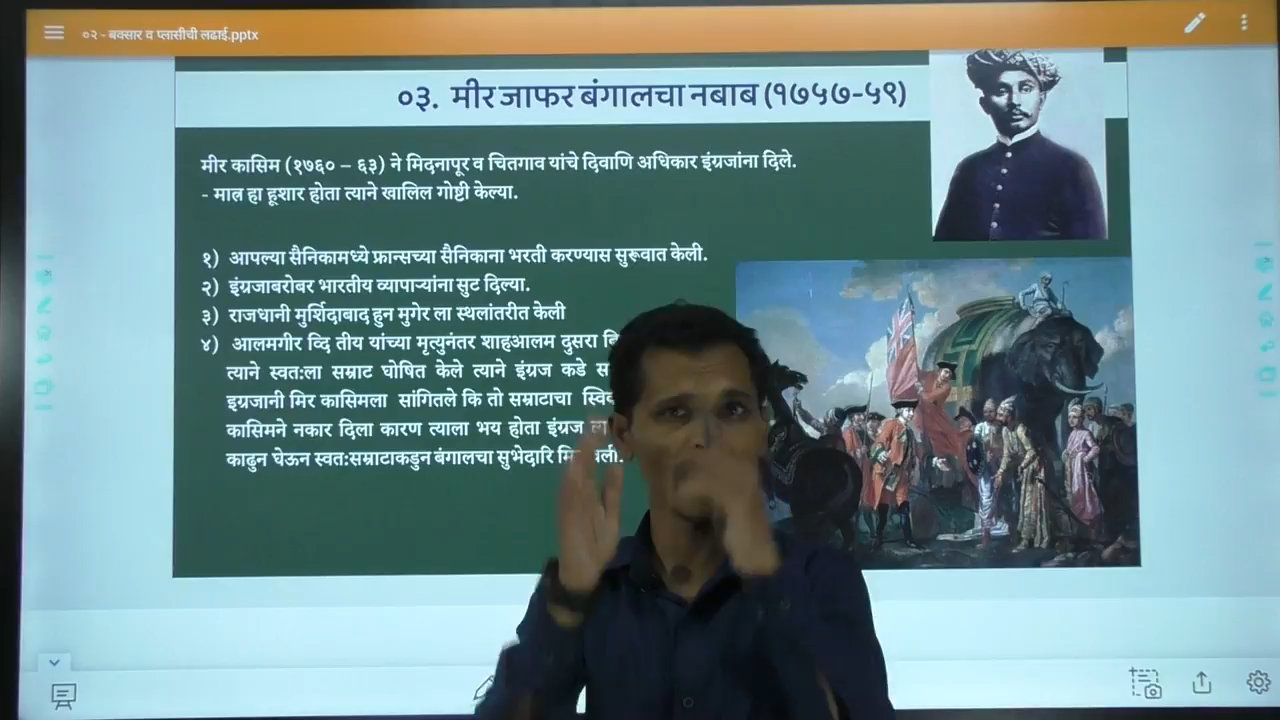 ०२ - बक्सार व प्लासीची लढाई.pptx
०३. मीर जाफर बंगालचा नबाब (१७५७-५९)
मीर कासिम (१७६० – ६३) ने मिदनापूर व चितगाव यांचे दिवाणि अधिकार इंग्रजांना दिले.
- मात्र हा हूशार होता त्याने खालिल गोष्टी केल्या.
१) आपल्या सैनिकामध्ये फ्रान्सच्या सैनिकाना भरती करण्यास सुरूवात केली.
२) इंग्रजाबरोबर भारतीय व्यापाऱ्यांना सुट दिल्या.
३) राजधानी मुर्शिदाबाद हुन मुगेर ला स्थलांतरीत केली
४) आलमगीर व्दि तीय यांच्या मृत्युनंतर शाहआलम दुसरा
त्याने स्वत:ला सम्राट घोषित केले त्याने इंग्रज कडे
इग्रजानी मिर कासिमला सांगितले कि तो सम्राटाचा
कासिमने नकार दिला कारण त्याला भय होता इंग्रज
काढुन घेऊन स्वत:सम्राटाकडुन बंगालचा सुभेदारि